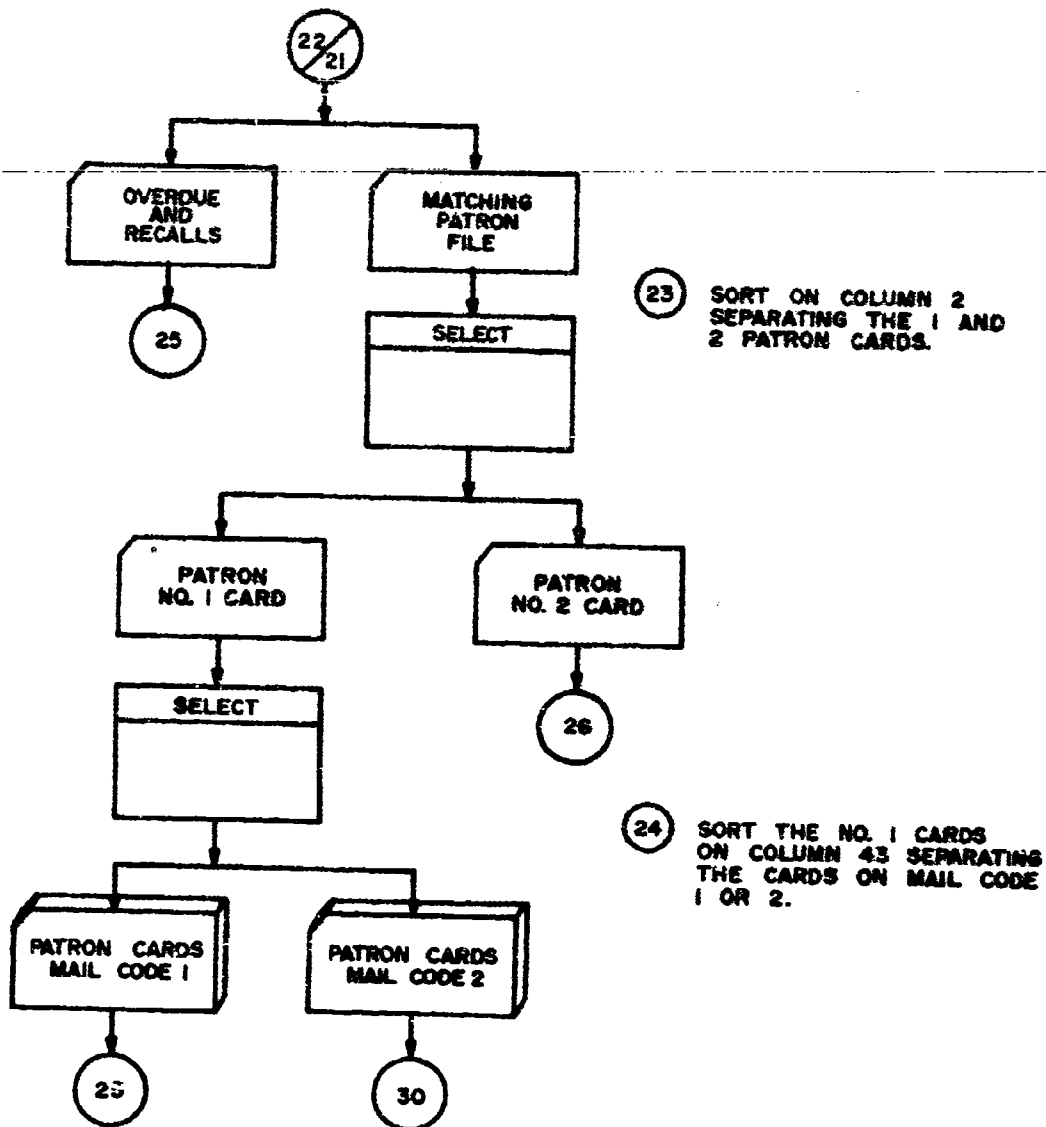 22/21
OVERDUE
AND
RECALLS
MATCHING
PATRON
FILE
25
23 SORT ON COLUMN 2
SEPARATING THE 1 AND
2 PATRON CARDS.
SELECT
PATRON
NO. 1 CARD
PATRON
NO. 2 CARD
26
SELECT
24 SORT THE NO. 1 CARDS
ON COLUMN 43 SEPARATING
THE CARDS ON MAIL CODE
1 OR 2.
PATRON CARDS
MAIL CODE 1
PATRON CARDS
MAIL CODE 2
30